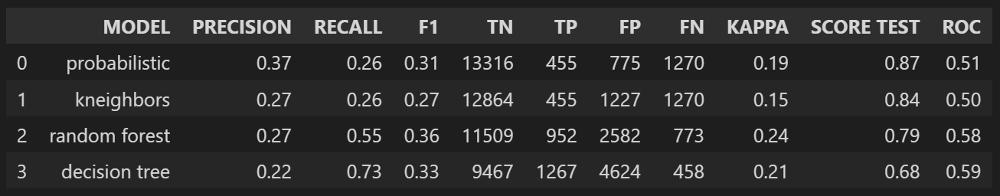 MODEL PRECISION RECALL F1 TN TP FP FN KAPPA SCORE TEST ROC
0 probabilistic 0.37 0.26 0.31 13316 455 775 1270 0.19 0.87 0.51
1 kneighbors 0.27 0.26 0.27 12864 455 1227 1270 0.15 0.84 0.50
2 random forest 0.27 0.55 0.36 11509 952 2582 773 0.24 0.79 0.58
3 decision tree 0.22 0.73 0.33 9467 1267 4624 458 0.21 0.68 0.59